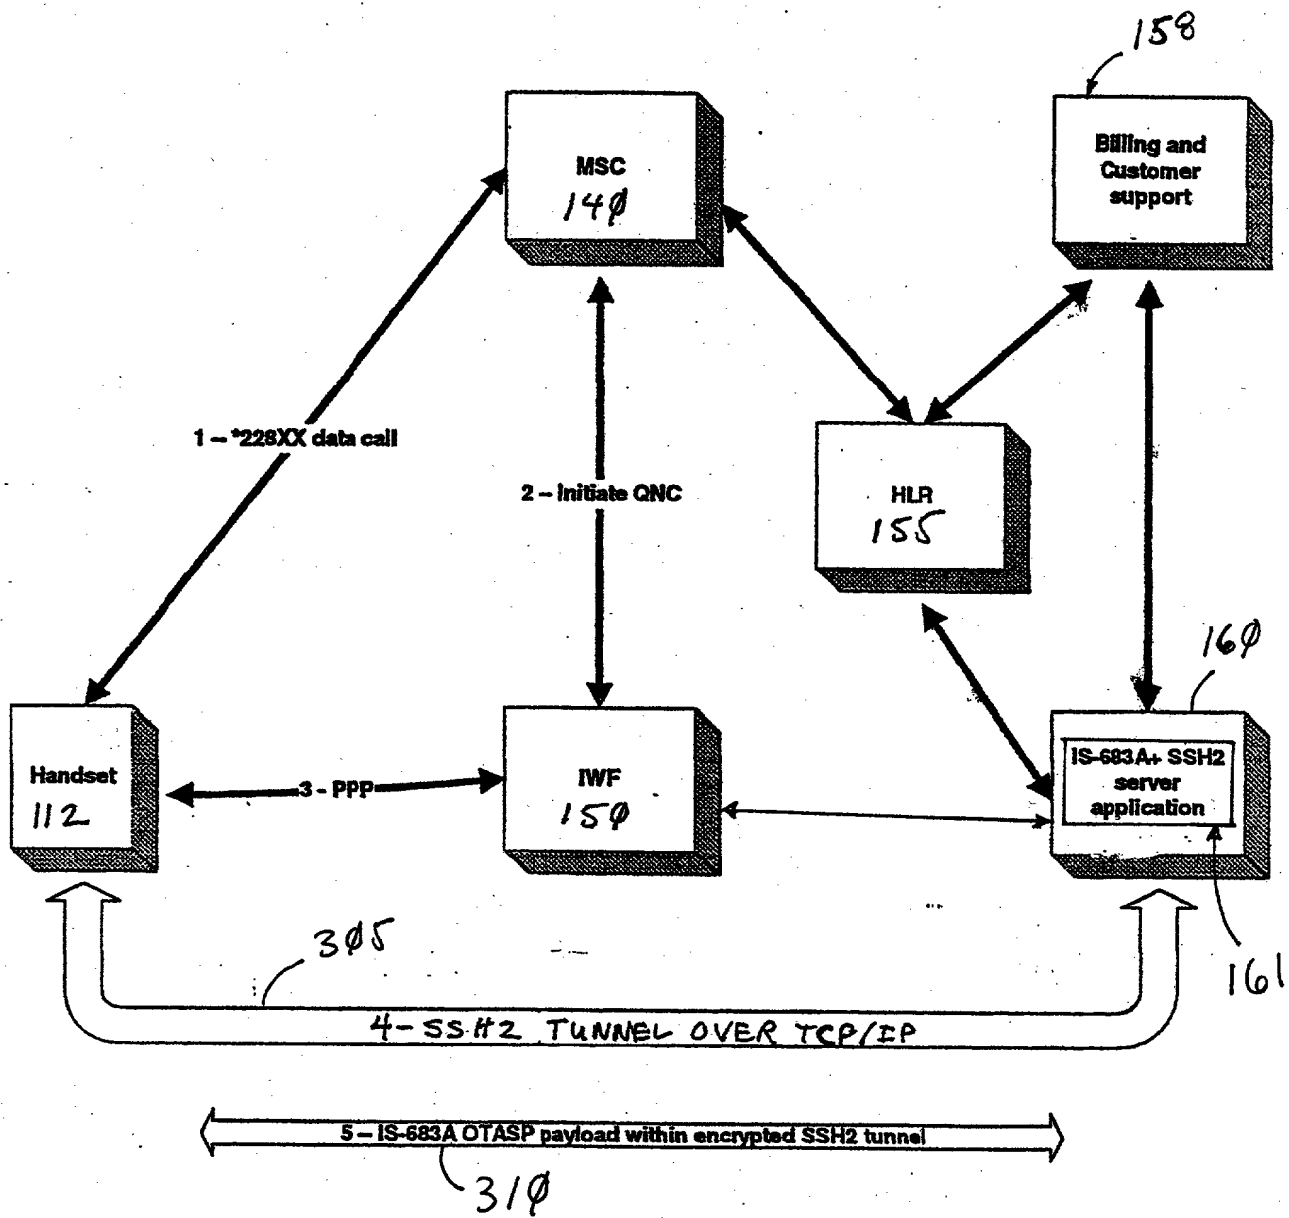 158
MSC
140
Billing and
Customer
support
1 – *228XX data call
2 – Initiate QNC
HLR
155
160
Handset
112
3 - PPP
IWF
150
IS-683A+ SSH2
server
application
161
305
4 - SSH2 TUNNEL OVER TCP/IP
5 – IS-683A OTASP payload within encrypted SSH2 tunnel
310